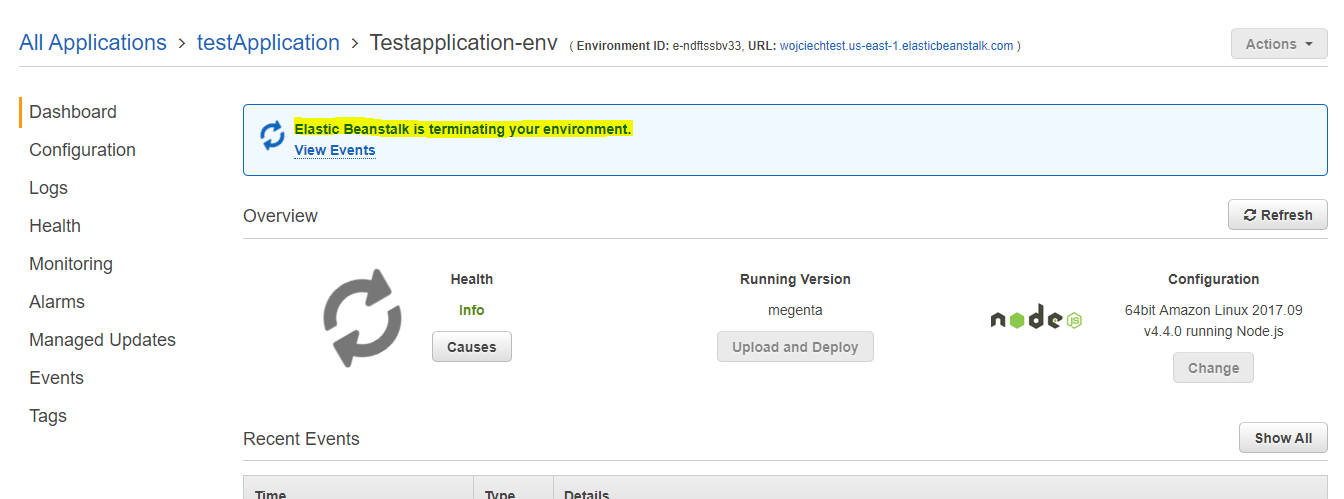 All Applications > testApplication > Testapplication-env ( Environment ID: e-ndftssbv33, URL: wojciechtest.us-east-1.elasticbeanstalk.com )
Actions
Dashboard
Configuration
Logs
Health
Monitoring
Alarms
Managed Updates
Events
Tags
Elastic Beanstalk is terminating your environment.
View Events
Overview
Refresh
Health
Info
Causes
Running Version
megenta
Upload and Deploy
node JS
Configuration
64bit Amazon Linux 2017.09
v4.4.0 running Node.js
Change
Recent Events
Show All
Time Type Details